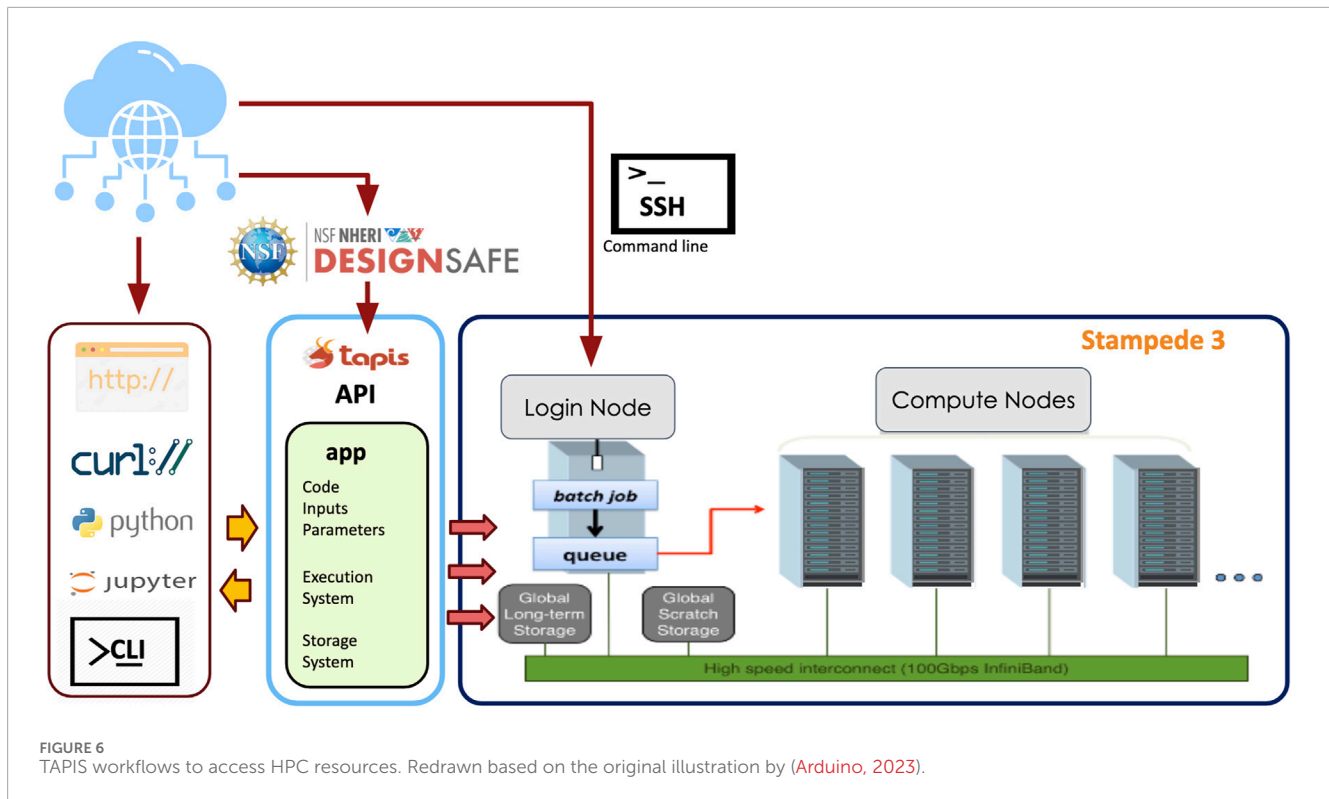 >_
SSH
Command line
NSF
NSF NHERI
DESIGNSAFE
http://
curl://
python
jupyter
>CLI
tapis
API
app
Code
Inputs
Parameters
Execution
System
Storage
System
Stampede 3
Login Node
Compute Nodes
batch job
queue
Global
Long-term
Storage
Global
Scratch
Storage
High speed interconnect (100Gbps InfiniBand)
FIGURE 6
TAPIS workflows to access HPC resources. Redrawn based on the original illustration by (Arduino, 2023).